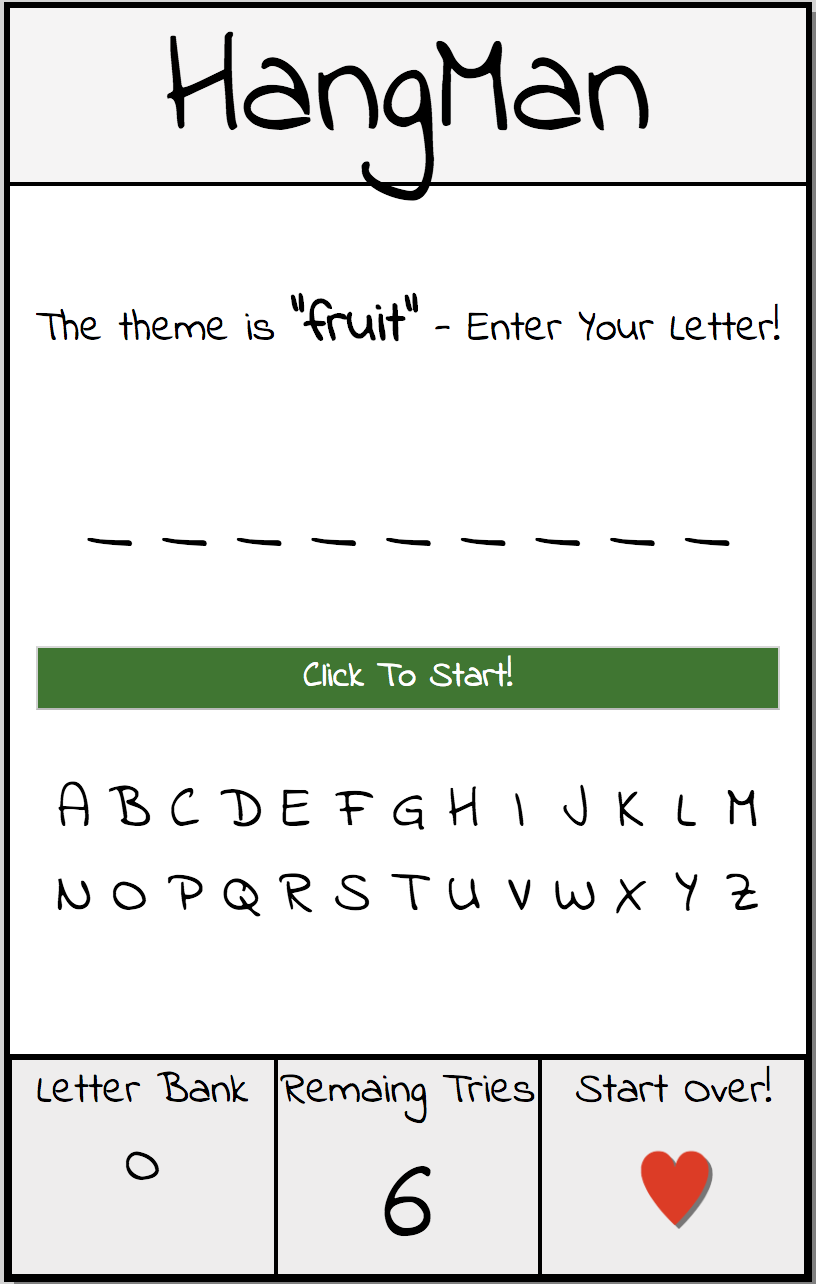 HangMan
The theme is "fruit" - Enter Your Letter!
_ _ _ _ _ _ _ _ _
Click To Start!
A B C D E F G H I J K L M
N O P Q R S T U V W X Y Z
Letter Bank
0
Remaing Tries
6
Start Over!